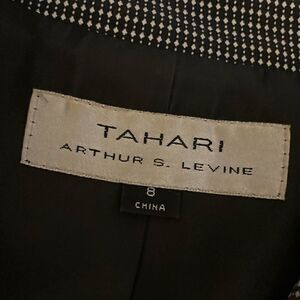 TAHARI
ARTHUR S. LEVINE
8
CHINA